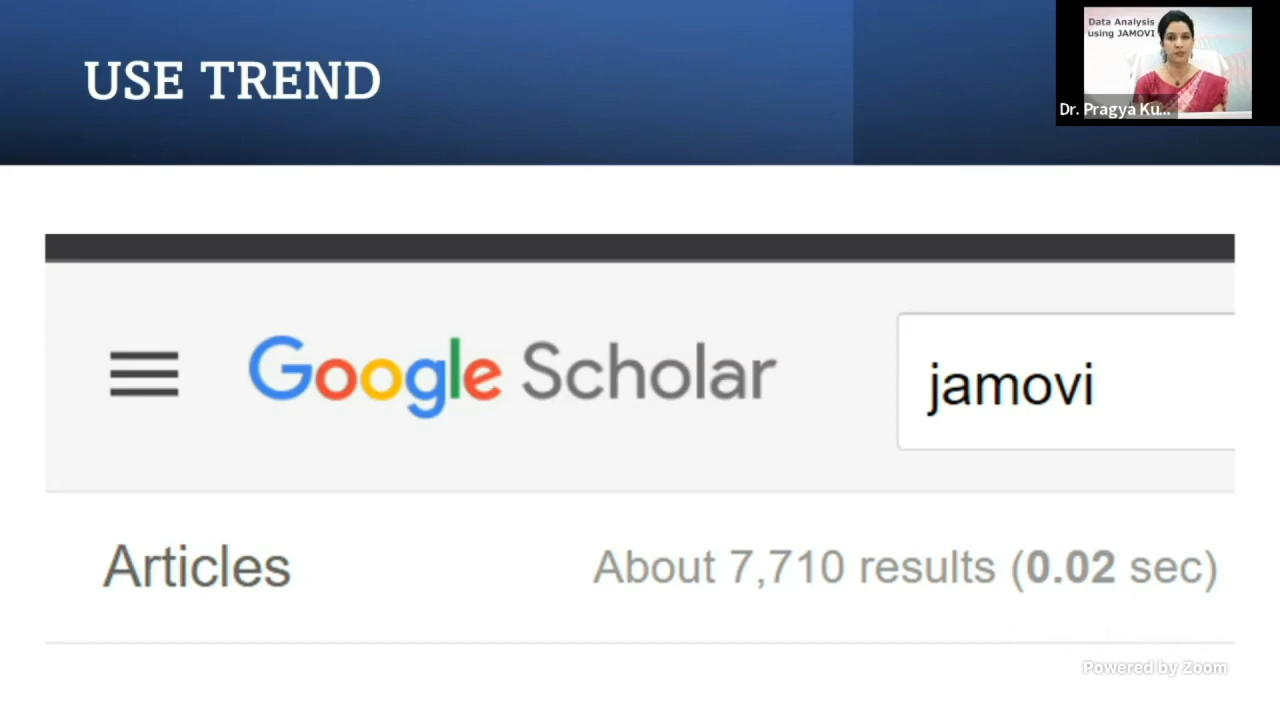 USE TREND
Data Analysis
using JAMOVI
Dr. Pragya Ku...
Google Scholar
jamovi
Articles
About 7,710 results (0.02 sec)
Powered by Zoom